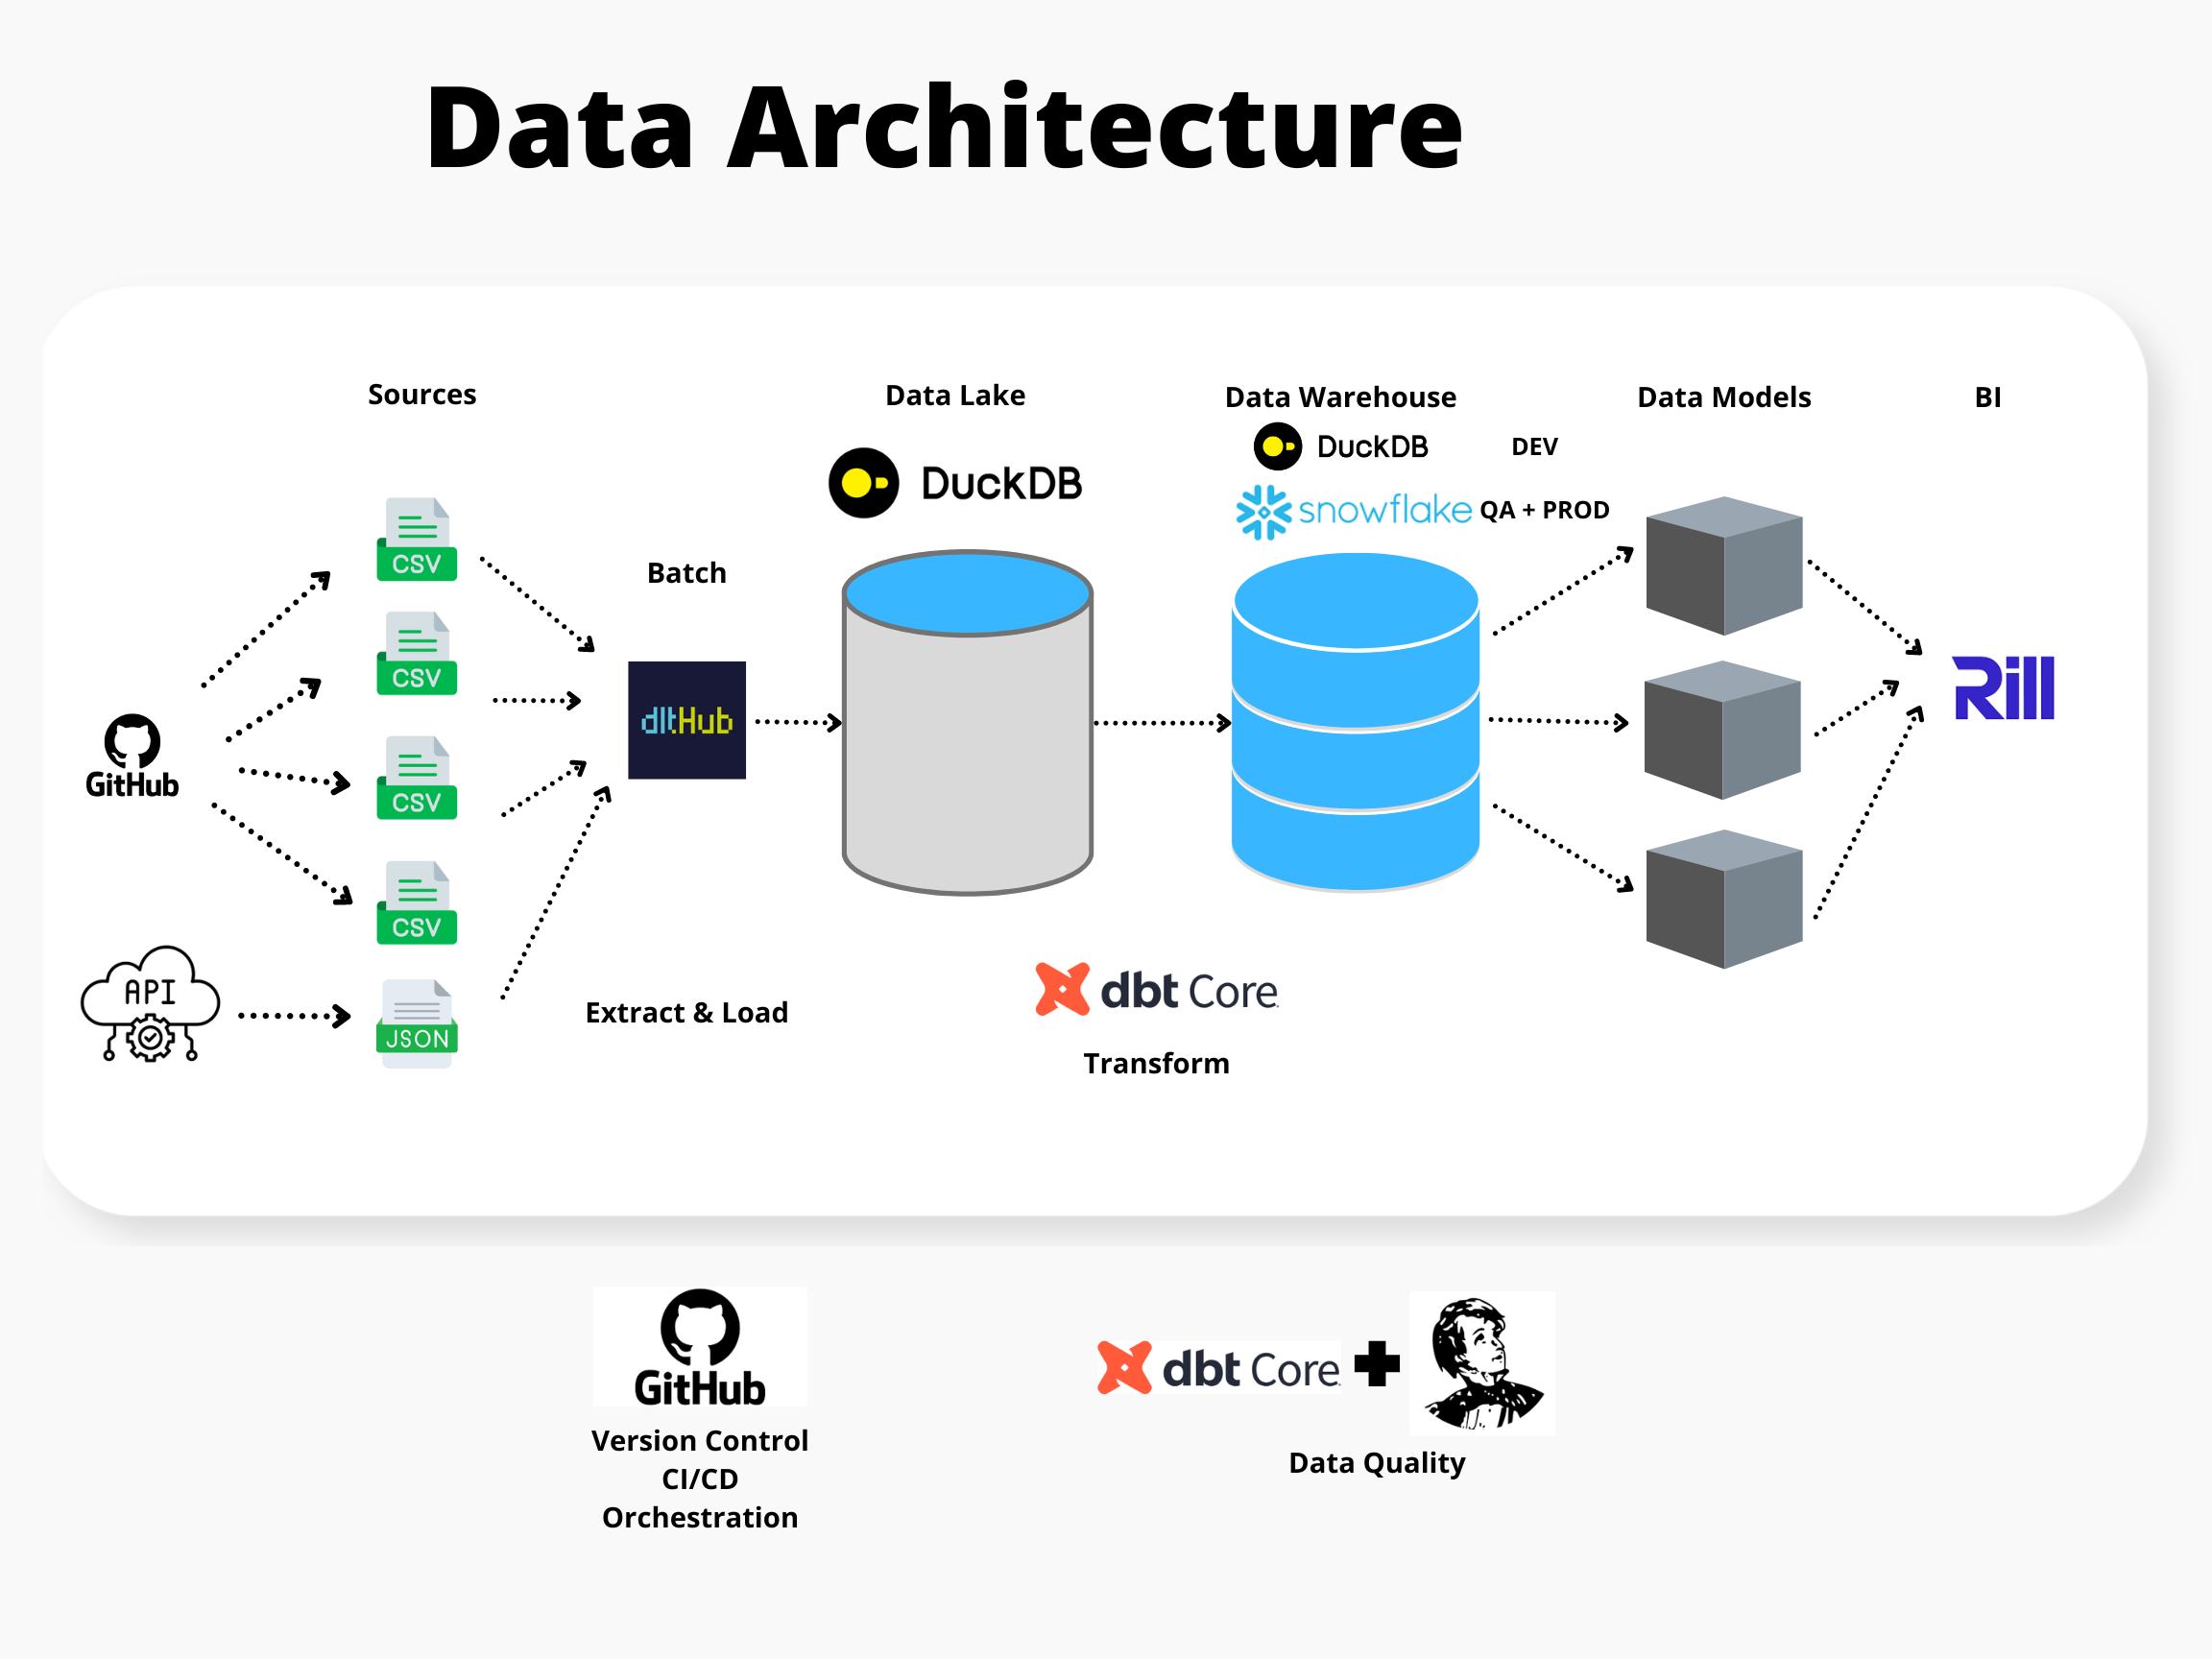 Data Architecture
Sources
Data Lake
Data Warehouse
Data Models
BI
DuckDB
DuckDB
DEV
snowflake
QA + PROD
CSV
CSV
CSV
CSV
JSON
GitHub
API
Batch
dltHub
Extract & Load
dbt Core
Transform
Rill
GitHub
Version Control
CI/CD
Orchestration
dbt Core
Data Quality